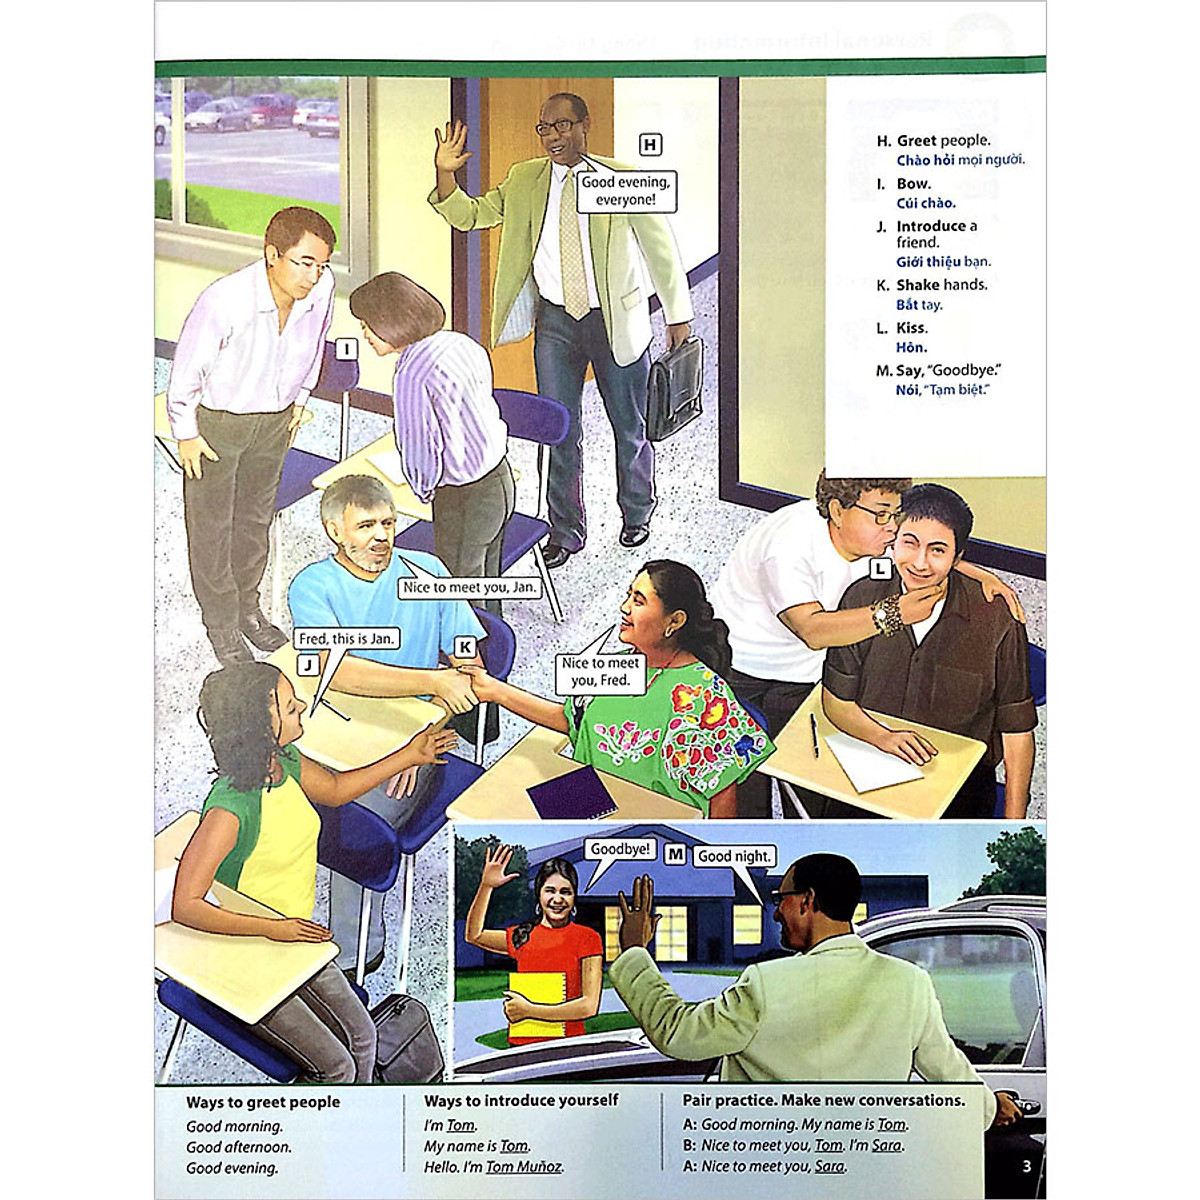 H
Good evening,
everyone!
H. Greet people.
Chào hỏi mọi người.
I. Bow.
Cúi chào.
J. Introduce a
friend.
Giới thiệu bạn.
K. Shake hands.
Bắt tay.
L. Kiss.
Hôn.
M. Say, “Goodbye.”
Nói, “Tạm biệt.”
I
L
Nice to meet you, Jan.
Fred, this is Jan.
J
K
Nice to meet
you, Fred.
Goodbye!
M
Good night.
Ways to greet people
Good morning.
Good afternoon.
Good evening.
Ways to introduce yourself
I’m Tom.
My name is Tom.
Hello. I’m Tom Muñoz.
Pair practice. Make new conversations.
A: Good morning. My name is Tom.
B: Nice to meet you, Tom. I’m Sara.
A: Nice to meet you, Sara.
3